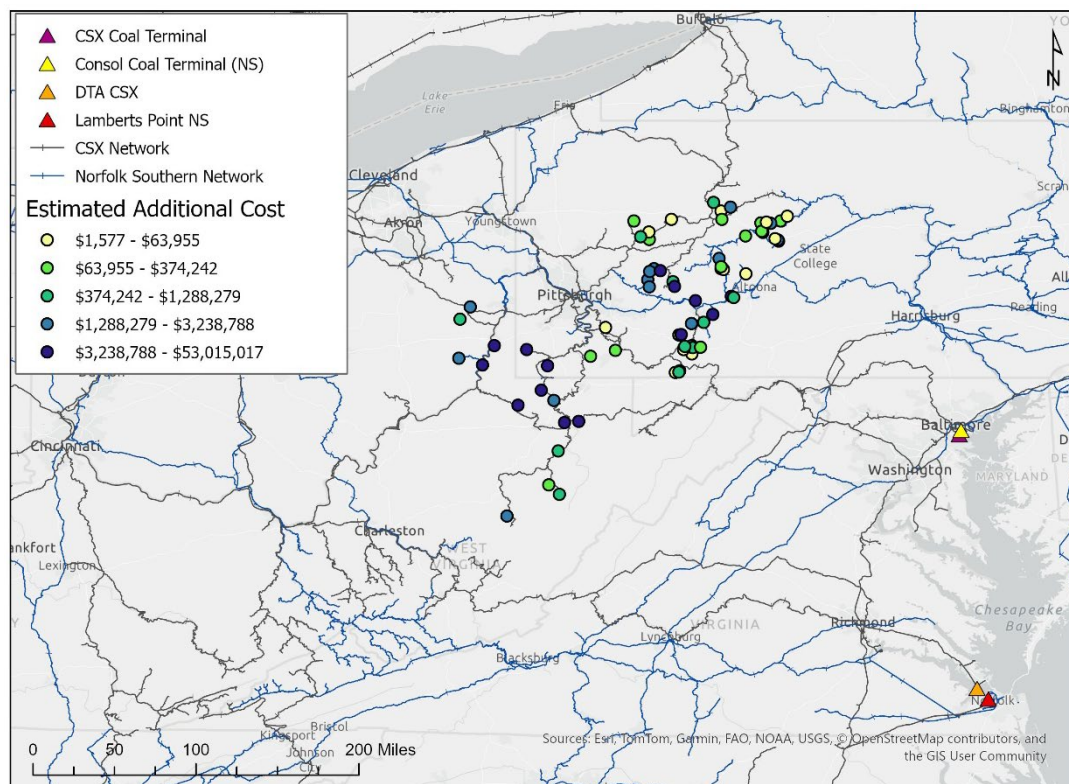 CSX Coal Terminal
Consol Coal Terminal (NS)
DTA CSX
Lamberts Point NS
CSX Network
Norfolk Southern Network
Estimated Additional Cost
$1,577 - $63,955
$63,955 - $374,242
$374,242 - $1,288,279
$1,288,279 - $3,238,788
$3,238,788 - $53,015,017
Buffalo
N
Lake
Erie
Erie
Binghamton
Cleveland
Scran
Akron
Youngstown
State
College
Pittsburgh
Altoona
All
Reading
Harrisburg
Cincinnati
Baltimore
D
Washington
MARYLAND
DE
Charleston
ankfort
Lexington
WEST
VIRGINIA
Chesapeake
Bay
Richmond
VIRGINIA
Lynchburg
Blacksburg
Norfolk
Bristol
Kingsport
Johnson
City
0 50 100 200 Miles
Sources: Esri, TomTom, Garmin, FAO, NOAA, USGS, © OpenStreetMap contributors, and
the GIS User Community